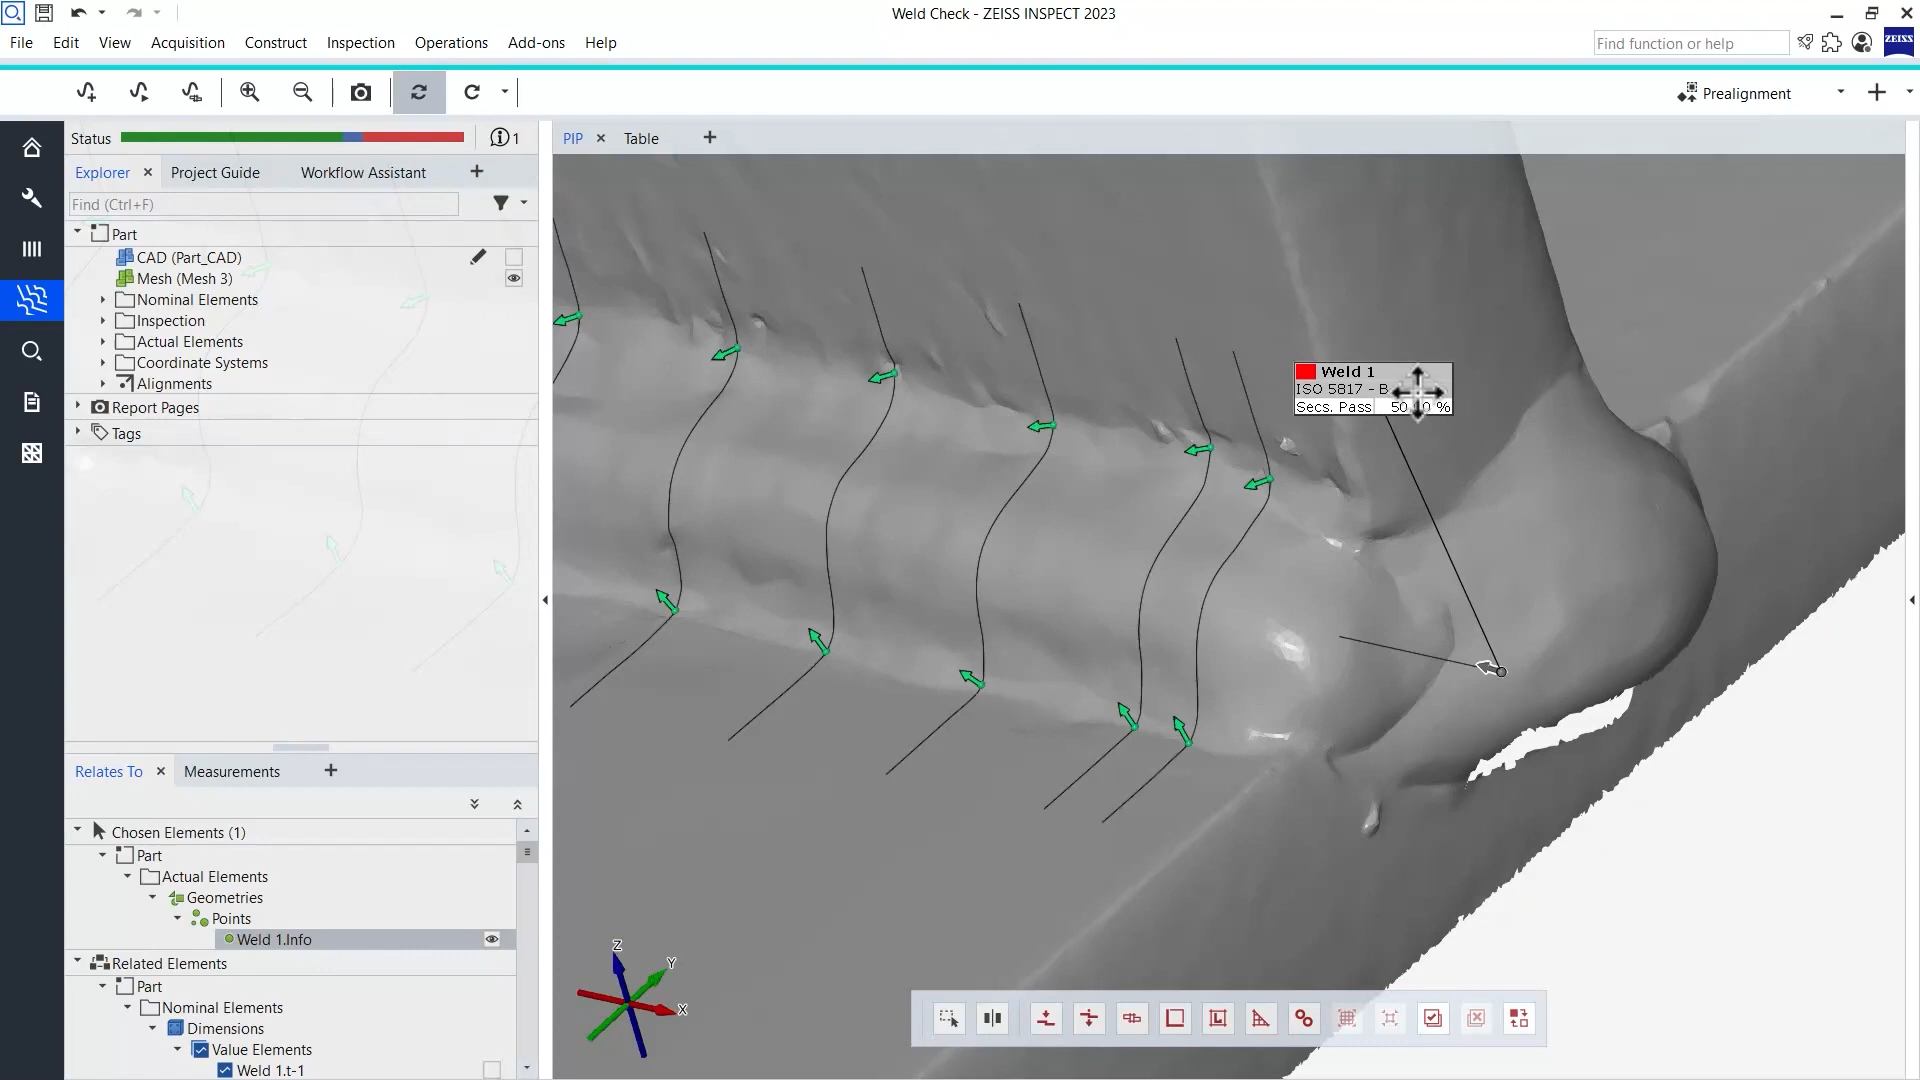 Weld Check - ZEISS INSPECT 2023
File Edit View Acquisition Construct Inspection Operations Add-ons Help
Find function or help
ZEISS
Prealignment
Status
1
PIP Table
Explorer Project Guide Workflow Assistant
Find (Ctrl+F)
Part
CAD (Part_CAD)
Mesh (Mesh 3)
Nominal Elements
Inspection
Actual Elements
Coordinate Systems
Alignments
Report Pages
Tags
Weld 1
ISO 5817 - B
Secs. Pass
Relates To Measurements
Chosen Elements (1)
Part
Actual Elements
Geometries
Points
Weld 1.Info
Related Elements
Part
Nominal Elements
Dimensions
Value Elements
Weld 1.t-1
Z
Y
X